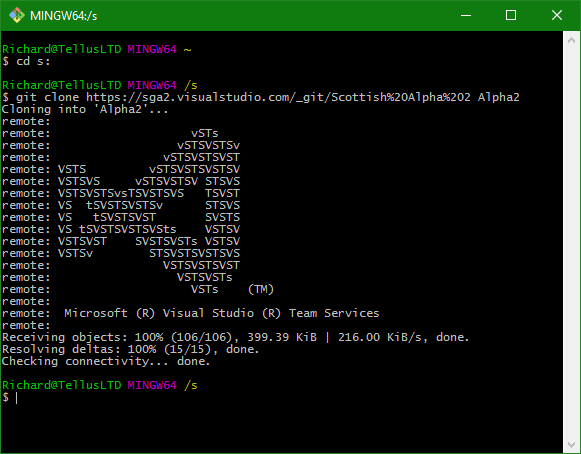 MINGW64:/s
Richard@TellusLTD MINGW64 ~
$ cd s:
Richard@TellusLTD MINGW64 /s
$ git clone https://sga2.visualstudio.com/_git/Scottish%20Alpha%202 Alpha2
Cloning into 'Alpha2'...
remote:
remote:                    vSTs
remote:                  vSTSVSTSv
remote:                vSTSVSTSVST
remote: VSTS         vSTSVSTSVSTSV
remote: VSTSVS     vSTSVSTSV STSVS
remote: VSTSVSTSvsTSVSTSVS   TSVST
remote: VS  tSVSTSVSTSv      STSVS
remote: VS   tSVSTSVST       SVSTS
remote: VS tSVSTSVSTSVSts    VSTSV
remote: VSTSVST    SVSTSVSTs VSTSV
remote: VSTSv        STSVSTSVSTSVS
remote:                VSTSVSTSVST
remote:                  VSTSVSTs
remote:                    VSTs    (TM)
remote:
remote:  Microsoft (R) Visual Studio (R) Team Services
remote:
Receiving objects: 100% (106/106), 399.39 KiB | 216.00 KiB/s, done.
Resolving deltas: 100% (15/15), done.
Checking connectivity... done.
Richard@TellusLTD MINGW64 /s
$